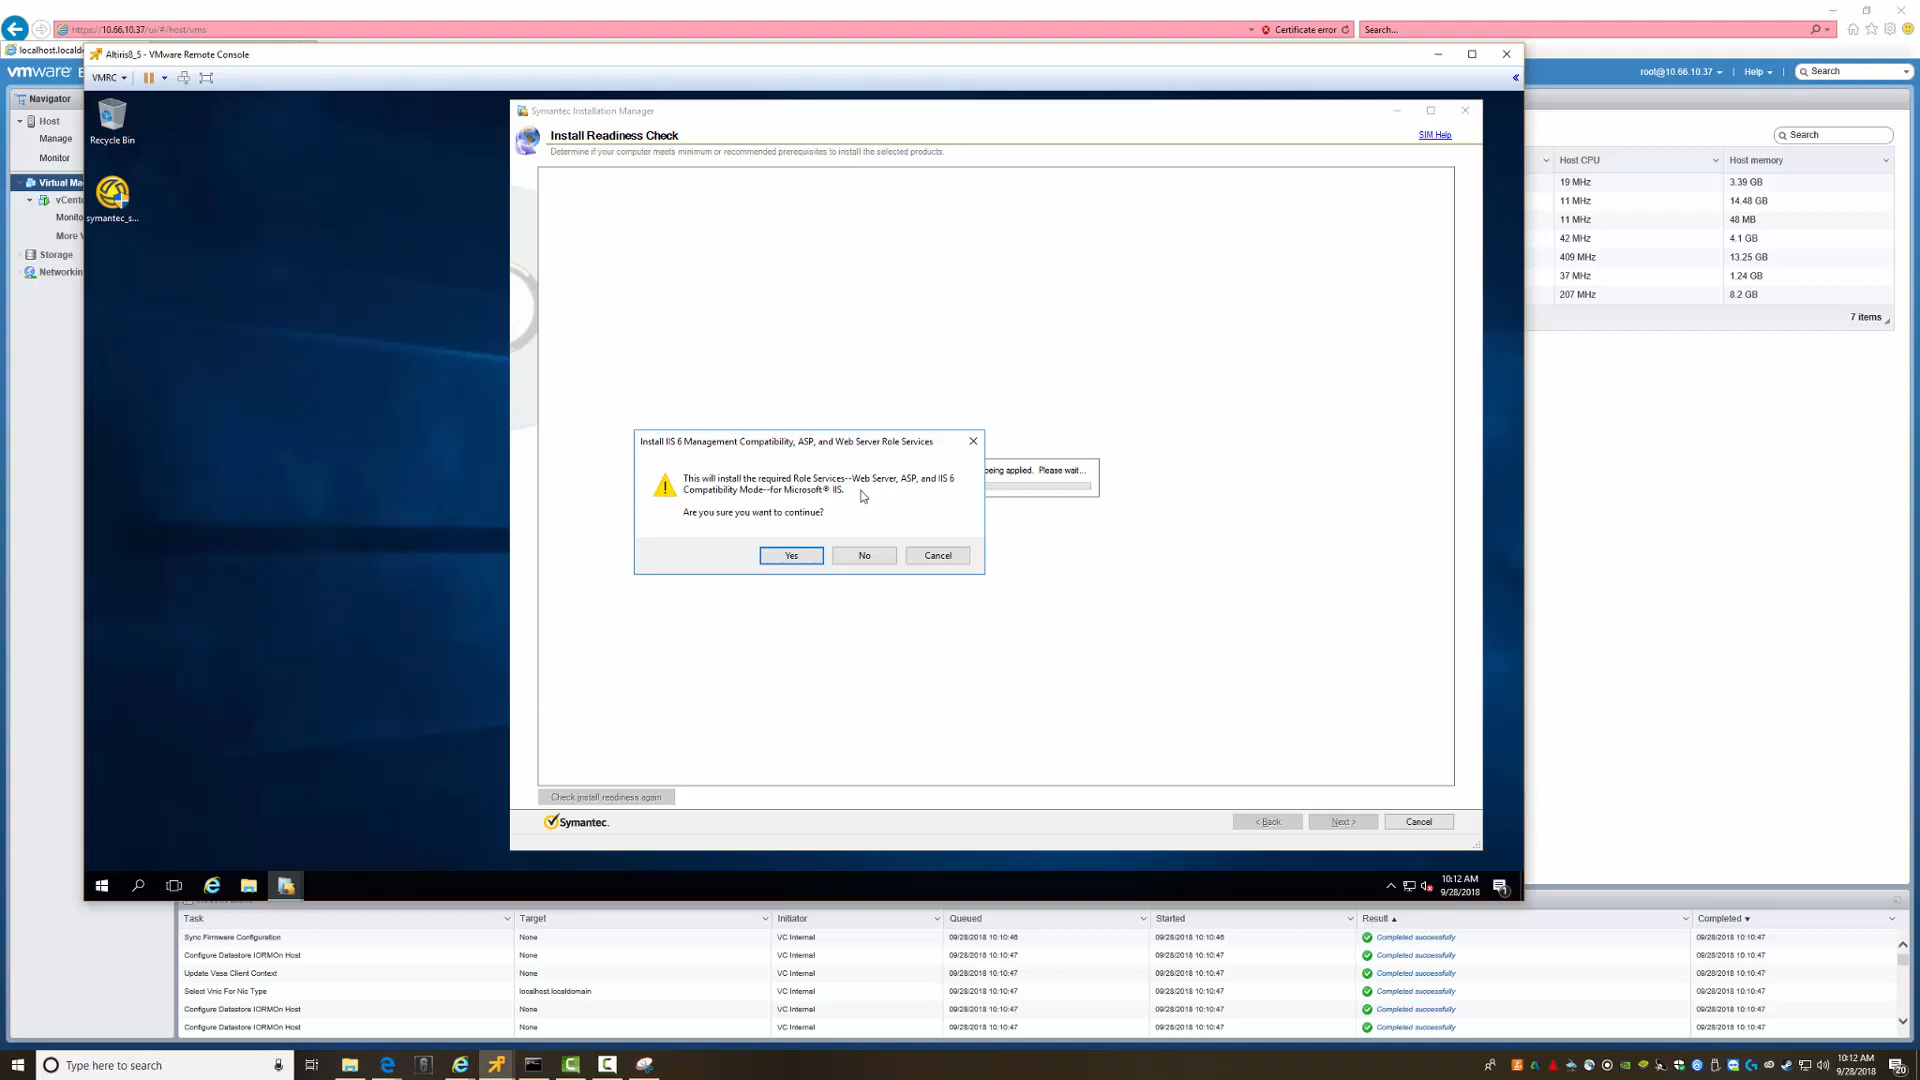 https://10.66.10.37/ui/#/host/vms
Certificate error
Search...
localhost.locald
Altiris8_5 - VMware Remote Console
vmware
VMRC
root@10.66.10.37
Help
Search
Navigator
Host
Manage
Monitor
Virtual Ma
vCent
Monito
More V
Storage
Networkin
Recycle Bin
symantec_s...
Symantec Installation Manager
Install Readiness Check
SIM Help
Determine if your computer meets minimum or recommended prerequisites to install the selected products.
Install IIS 6 Management Compatibility, ASP, and Web Server Role Services
This will install the required Role Services--Web Server, ASP, and IIS 6
Compatibility Mode--for Microsoft® IIS.
Are you sure you want to continue?
Yes
No
Cancel
being applied. Please wait...
Check install readiness again
Symantec.
< Back
Next >
Cancel
Search
Host CPU
Host memory
19 MHz
3.39 GB
11 MHz
14.48 GB
11 MHz
48 MB
42 MHz
4.1 GB
409 MHz
13.25 GB
37 MHz
1.24 GB
207 MHz
8.2 GB
7 items
10:12 AM
9/28/2018
Task
Target
Initiator
Queued
Started
Result
Completed
Sync Firmware Configuration
None
VC Internal
09/28/2018 10:10:46
09/28/2018 10:10:46
Completed successfully
09/28/2018 10:10:47
Configure Datastore IORMOn Host
None
VC Internal
09/28/2018 10:10:47
09/28/2018 10:10:47
Completed successfully
09/28/2018 10:10:47
Update Vasa Client Context
None
VC Internal
09/28/2018 10:10:47
09/28/2018 10:10:47
Completed successfully
09/28/2018 10:10:47
Select Vnic For Nic Type
localhost.localdomain
VC Internal
09/28/2018 10:10:47
09/28/2018 10:10:47
Completed successfully
09/28/2018 10:10:47
Configure Datastore IORMOn Host
None
VC Internal
09/28/2018 10:10:47
09/28/2018 10:10:47
Completed successfully
09/28/2018 10:10:47
Configure Datastore IORMOn Host
None
VC Internal
09/28/2018 10:10:47
09/28/2018 10:10:47
Completed successfully
09/28/2018 10:10:47
Type here to search
10:12 AM
9/28/2018
20